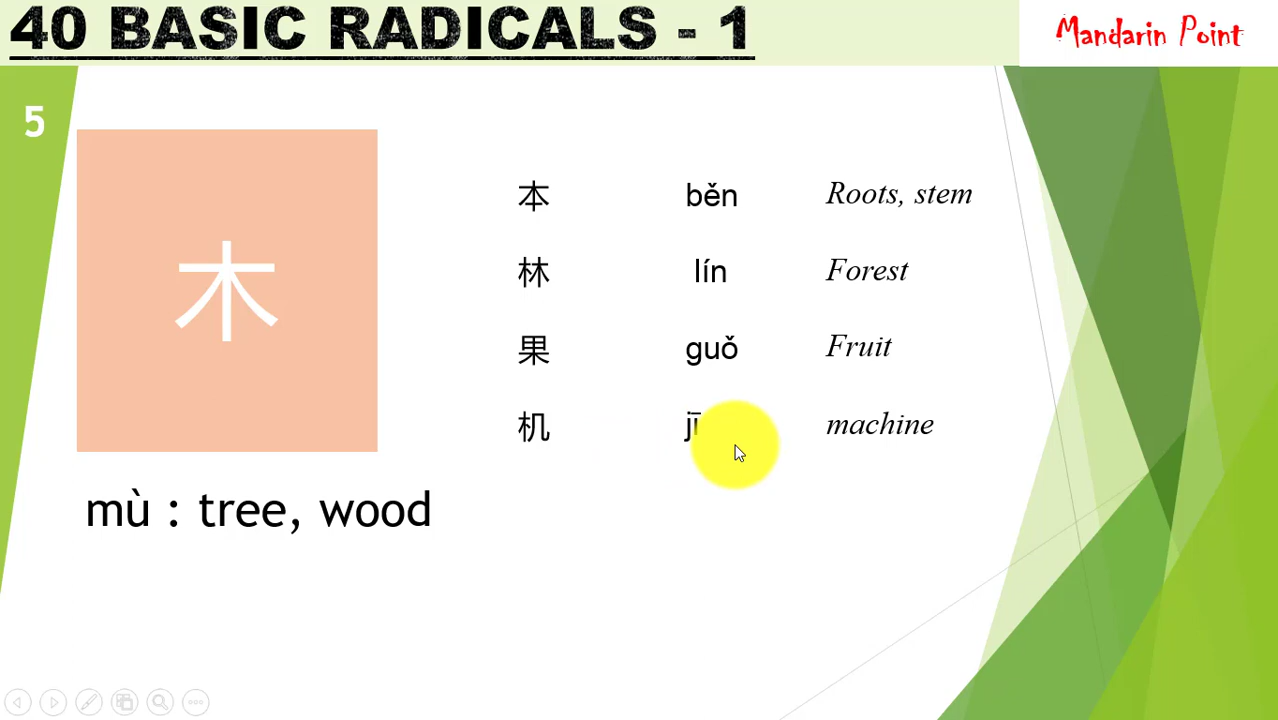 40 BASIC RADICALS - 1
Mandarin Point
5
木
mù : tree, wood
本 běn Roots, stem
林 lín Forest
果 guǒ Fruit
机 jī machine